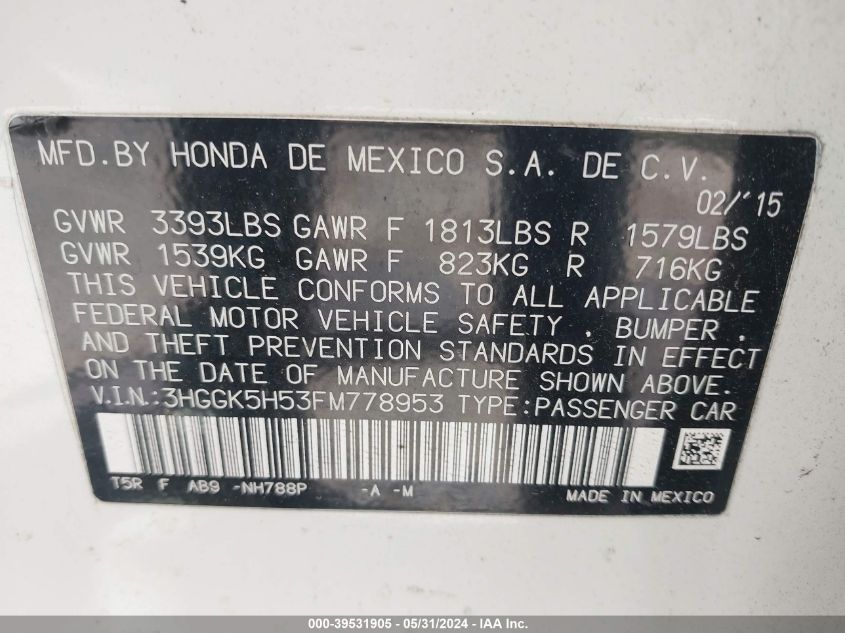 MFD.BY HONDA DE MEXICO S.A. DE C.V.
02/'15
GVWR 3393LBS GAWR F 1813LBS R 1579LBS
GVWR 1539KG GAWR F 823KG R 716KG
THIS VEHICLE CONFORMS TO ALL APPLICABLE
FEDERAL MOTOR VEHICLE SAFETY , BUMPER ,
AND THEFT PREVENTION STANDARDS IN EFFECT
ON THE DATE OF MANUFACTURE SHOWN ABOVE.
V.I.N.:3HGGK5H53FM778953 TYPE:PASSENGER CAR
T5R F AB9 -NH788P -A -M MADE IN MEXICO
000-39531905 - 05/31/2024 - IAA Inc.